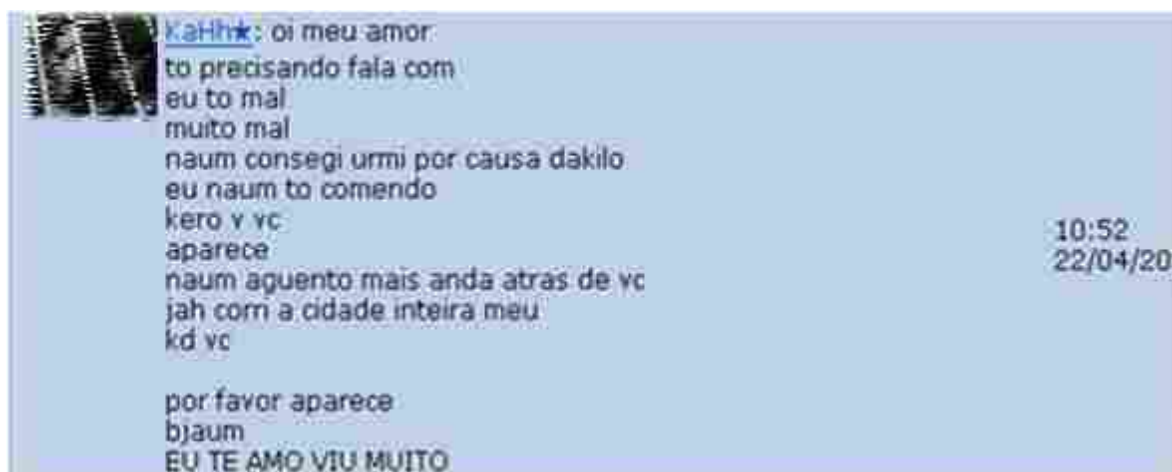 KaHh★: oi meu amor
to precisando fala com
eu to mal
muito mal
naum consegi urmi por causa dakilo
eu naum to comendo
kero v vc
aparece
naum aguento mais anda atras de vc
jah corri a cidade inteira meu
kd vc
por favor aparece
bjaum
EU TE AMO VIU MUITO
10:52
22/04/20